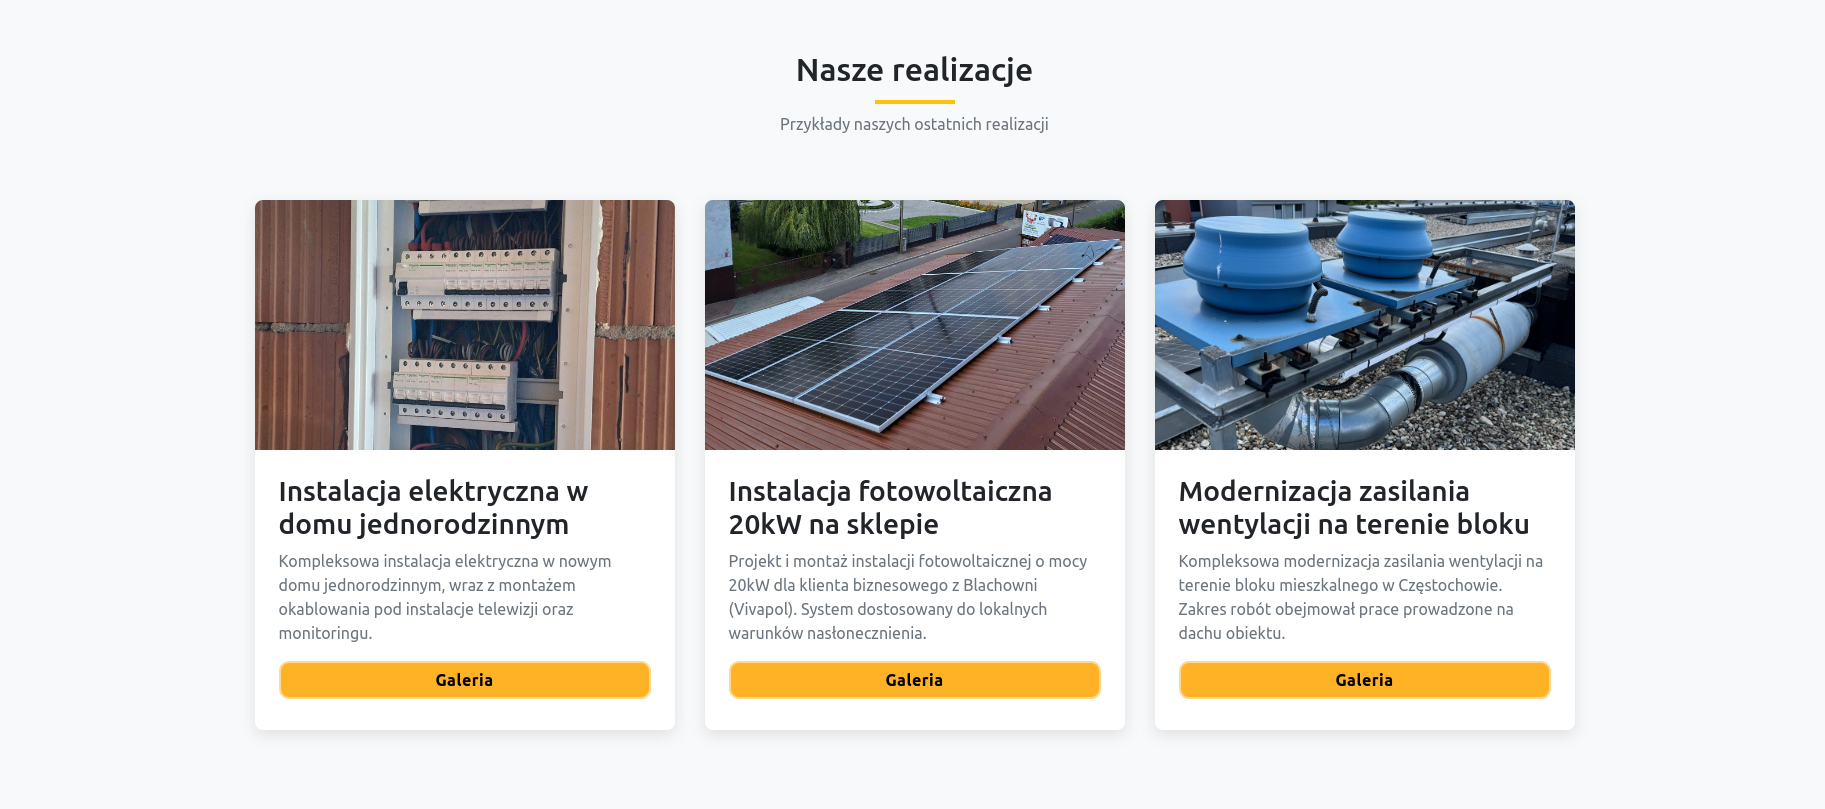 Nasze realizacje
Przykłady naszych ostatnich realizacji
Instalacja elektryczna w
domu jednorodzinnym
Kompleksowa instalacja elektryczna w nowym
domu jednorodzinnym, wraz z montażem
okablowania pod instalacje telewizji oraz
monitoringu.
Galeria
Instalacja fotowoltaiczna
20kW na sklepie
Projekt i montaż instalacji fotowoltaicznej o mocy
20kW dla klienta biznesowego z Blachowni
(Vivapol). System dostosowany do lokalnych
warunków nasłonecznienia.
Galeria
Modernizacja zasilania
wentylacji na terenie bloku
Kompleksowa modernizacja zasilania wentylacji na
terenie bloku mieszkalnego w Częstochowie.
Zakres robót obejmował prace prowadzone na
dachu obiektu.
Galeria